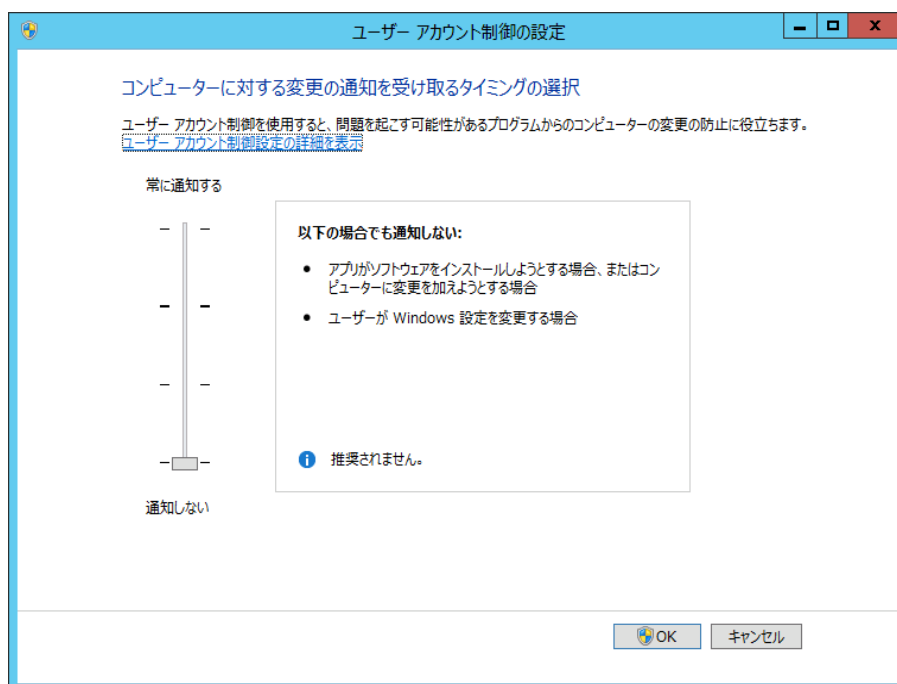 ユーザー アカウント制御の設定
コンピューターに対する変更の通知を受け取るタイミングの選択
ユーザー アカウント制御を使用すると、問題を起こす可能性があるプログラムからのコンピューターの変更の防止に役立ちます。
ユーザー アカウント制御設定の詳細を表示
常に通知する
以下の場合でも通知しない:
• アプリがソフトウェアをインストールしようとする場合、またはコン
ピューターに変更を加えようとする場合
• ユーザーが Windows 設定を変更する場合
推奨されません。
通知しない
OK
キャンセル